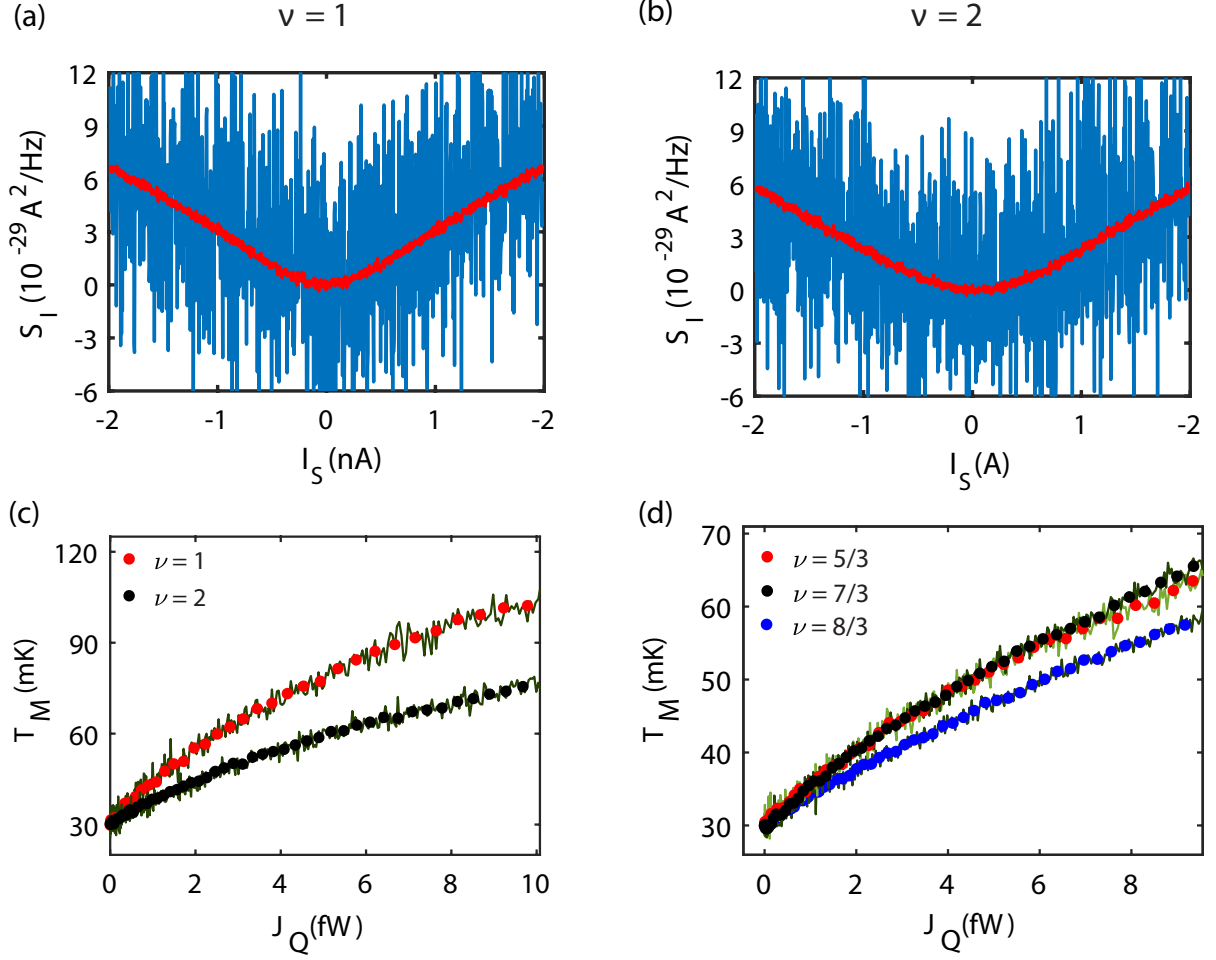 (a)
ν = 1
(b)
ν = 2
12
9
6
3
0
-3
-6
S_I (10^-29 A^2/Hz)
-2
-1
0
1
-2
I_S (nA)
12
9
6
3
0
-3
-6
S_I (10^-29 A^2/Hz)
-2
-1
0
1
-2
I_S (A)
(c)
120
90
60
30
T_M (mK)
ν = 1
ν = 2
0
2
4
6
8
10
J_Q (fW)
(d)
70
60
50
40
30
T_M (mK)
ν = 5/3
ν = 7/3
ν = 8/3
0
2
4
6
8
J_Q (fW)